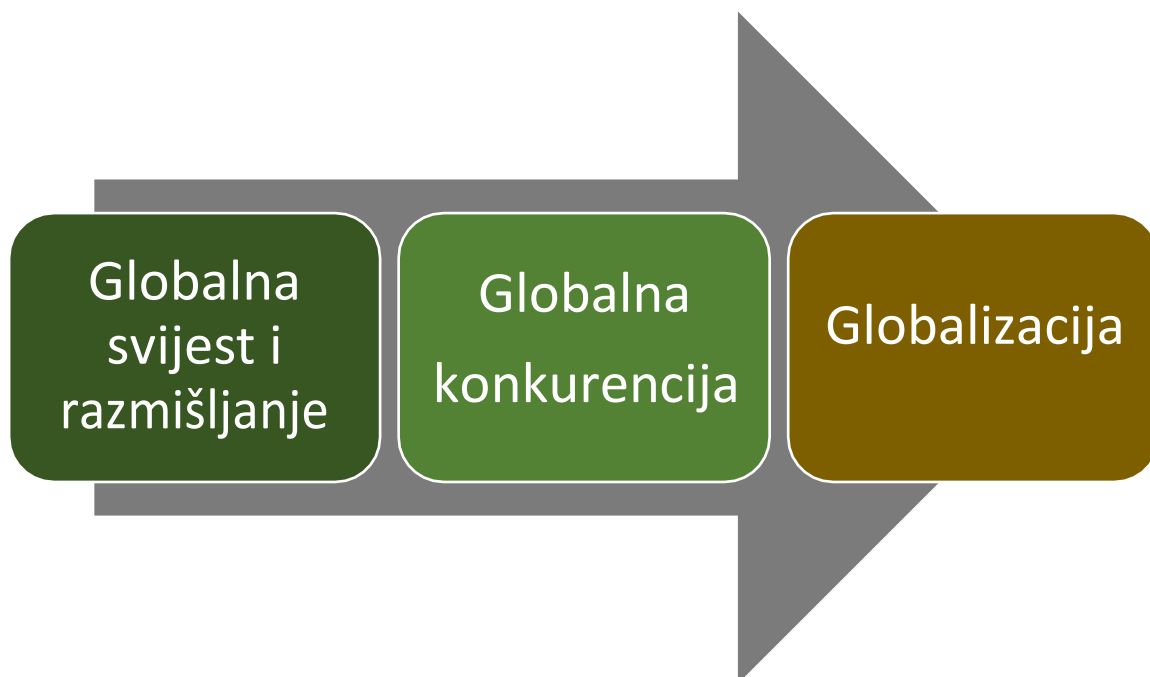 Globalna
svijest i
razmišljanje
Globalna
konkurencija
Globalizacija